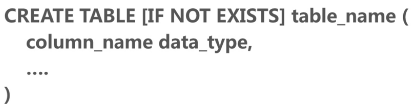 CREATE TABLE [IF NOT EXISTS] table_name (
column_name data_type,
....
)